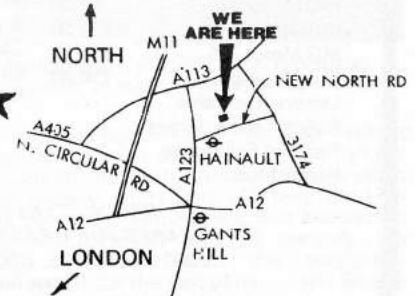 WE
ARE HERE
NORTH
M11
A113
NEW NORTH RD
A405
N. CIRCULAR
RD
A123
HAINAULT
3174
A12
A12
GANTS
HILL
LONDON